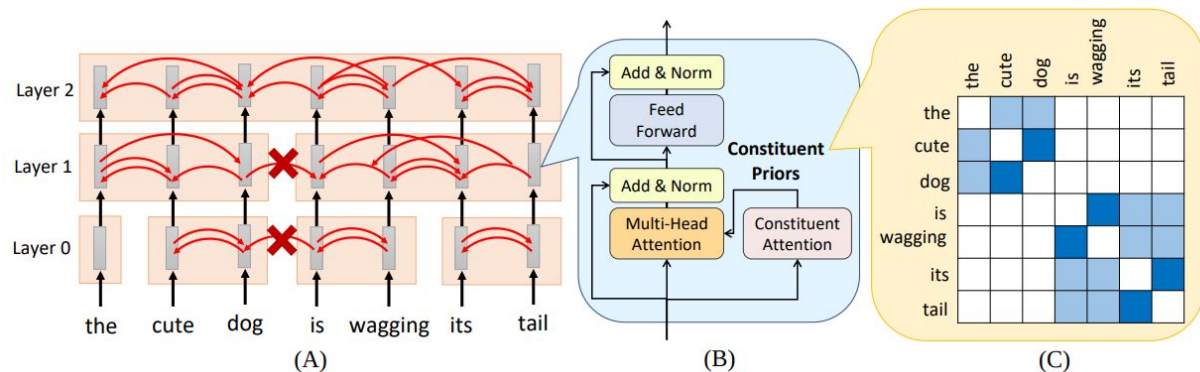 Layer 2
Layer 1
Layer 0
the cute dog is wagging its tail
(A)
Add & Norm
Feed
Forward
Constituent
Priors
Add & Norm
Multi-Head
Attention
Constituent
Attention
(B)
the cute dog is wagging its tail
the
cute
dog
is
wagging
its
tail
(C)